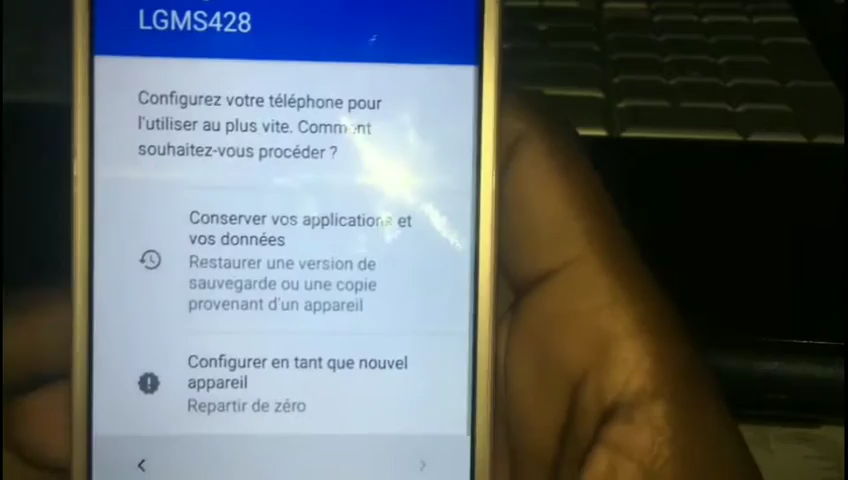 LGMS428
Configurez votre téléphone pour
l'utiliser au plus vite. Comment
souhaitez-vous procéder ?
Conserver vos applications et
vos données
Restaurer une version de
sauvegarde ou une copie
provenant d'un appareil
Configurer en tant que nouvel
appareil
Repartir de zéro